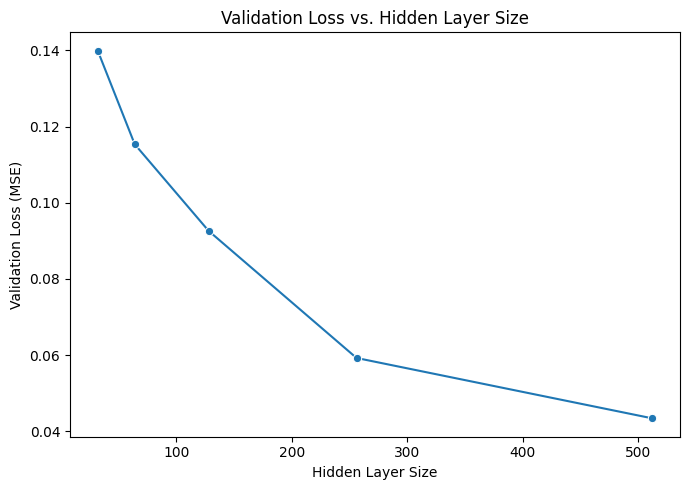 Validation Loss vs. Hidden Layer Size
Validation Loss (MSE)
0.14
0.12
0.10
0.08
0.06
0.04
100 200 300 400 500
Hidden Layer Size